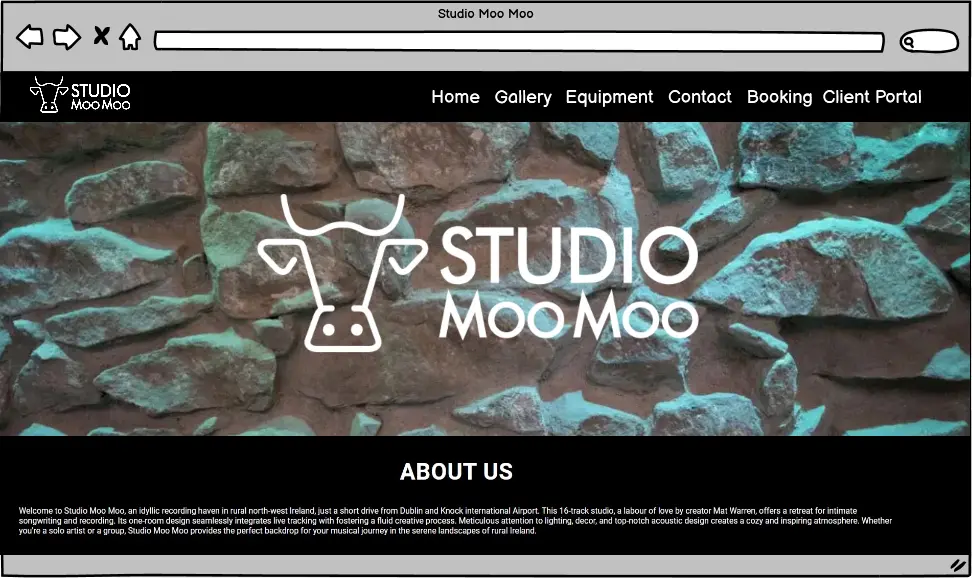 Studio Moo Moo
STUDIO
MOO MOO
Home Gallery Equipment Contact Booking Client Portal
STUDIO
MOO MOO
ABOUT US
Welcome to Studio Moo Moo, an idyllic recording haven in rural north-west Ireland, just a short drive from Dublin and Knock international Airport. This 16-track studio, a labour of love by creator Mat Warren, offers a retreat for intimate
songwriting and recording. Its one-room design seamlessly integrates live tracking with fostering a fluid creative process. Meticulous attention to lighting, decor, and top-notch acoustic design creates a cozy and inspiring atmosphere. Whether
you're a solo artist or a group, Studio Moo Moo provides the perfect backdrop for your musical journey in the serene landscapes of rural Ireland.